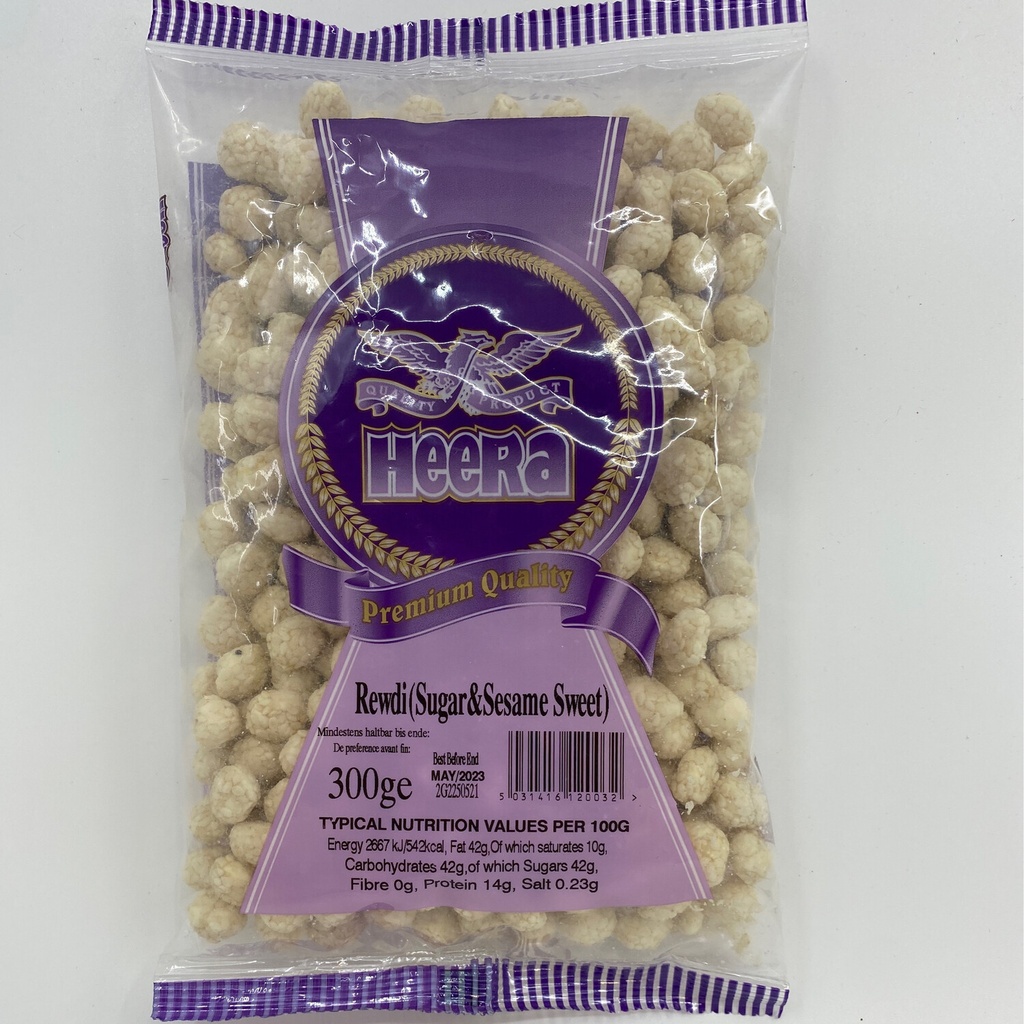 QUALITY PRODUCT
HEERa
Premium Quality
Rewdi(Sugar&Sesame Sweet)
Mindestens haltbar bis ende:
De preference avant fin:
Best Before End
MAY/2023
2G2250521
300ge
5 031416 120032 >
TYPICAL NUTRITION VALUES PER 100G
Energy 2667 kJ/542kcal, Fat 42g,Of which saturates 10g,
Carbohydrates 42g,of which Sugars 42g,
Fibre 0g, Protein 14g, Salt 0.23g